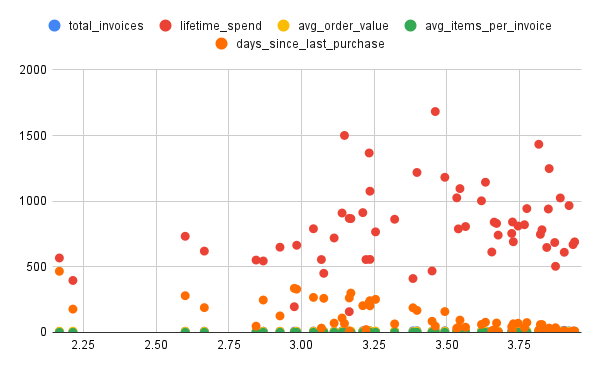 total_invoices lifetime_spend avg_order_value avg_items_per_invoice
days_since_last_purchase
2000
1500
1000
500
0
2.25 2.50 2.75 3.00 3.25 3.50 3.75